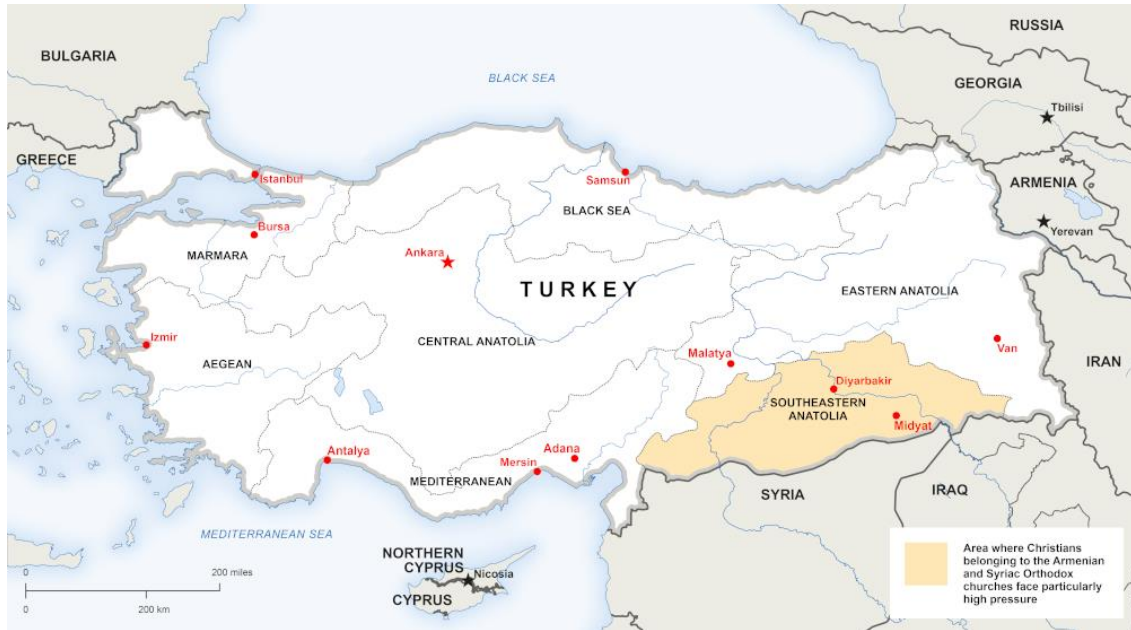 RUSSIA
BULGARIA
BLACK SEA
GEORGIA
Tbilisi
GREECE
Istanbul
Samsun
ARMENIA
BLACK SEA
Bursa
Yerevan
MARMARA
Ankara
TURKEY
EASTERN ANATOLIA
Izmir
CENTRAL ANATOLIA
Van
Malatya
AEGEAN
IRAN
Diyarbakir
SOUTHEASTERN
ANATOLIA
Midyat
Antalya
Adana
Mersin
MEDITERRANEAN
SYRIA
IRAQ
MEDITERRANEAN SEA
NORTHERN
CYPRUS
Nicosia
CYPRUS
0
200 miles
0
200 km
Area where Christians
belonging to the Armenian
and Syriac Orthodox
churches face particularly
high pressure